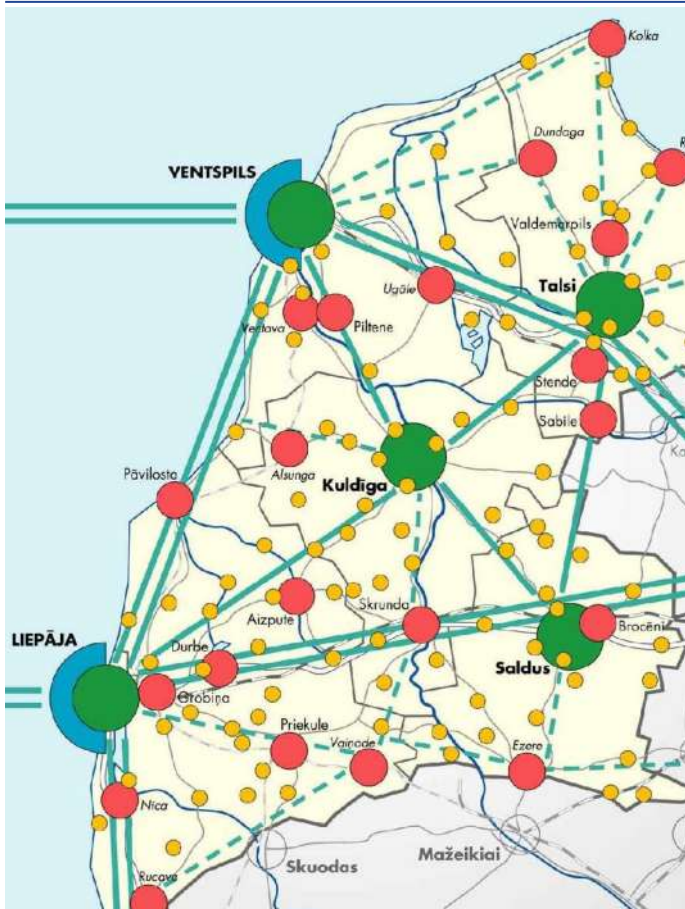 Kolka
Dundaga
R
VENTSPILS
Valdemārpils
Talsi
Ugāle
Ventava
Piltene
Stende
Sabile
Ka
Alsunga
Pāvilosta
Kuldīga
Aizpute
Skrunda
LIEPĀJA
Durbe
Brocēni
Saldus
Grobiņa
Priekule
Vaiņode
Ezere
Nīca
Skuodas
Mažeikiai
Rucava